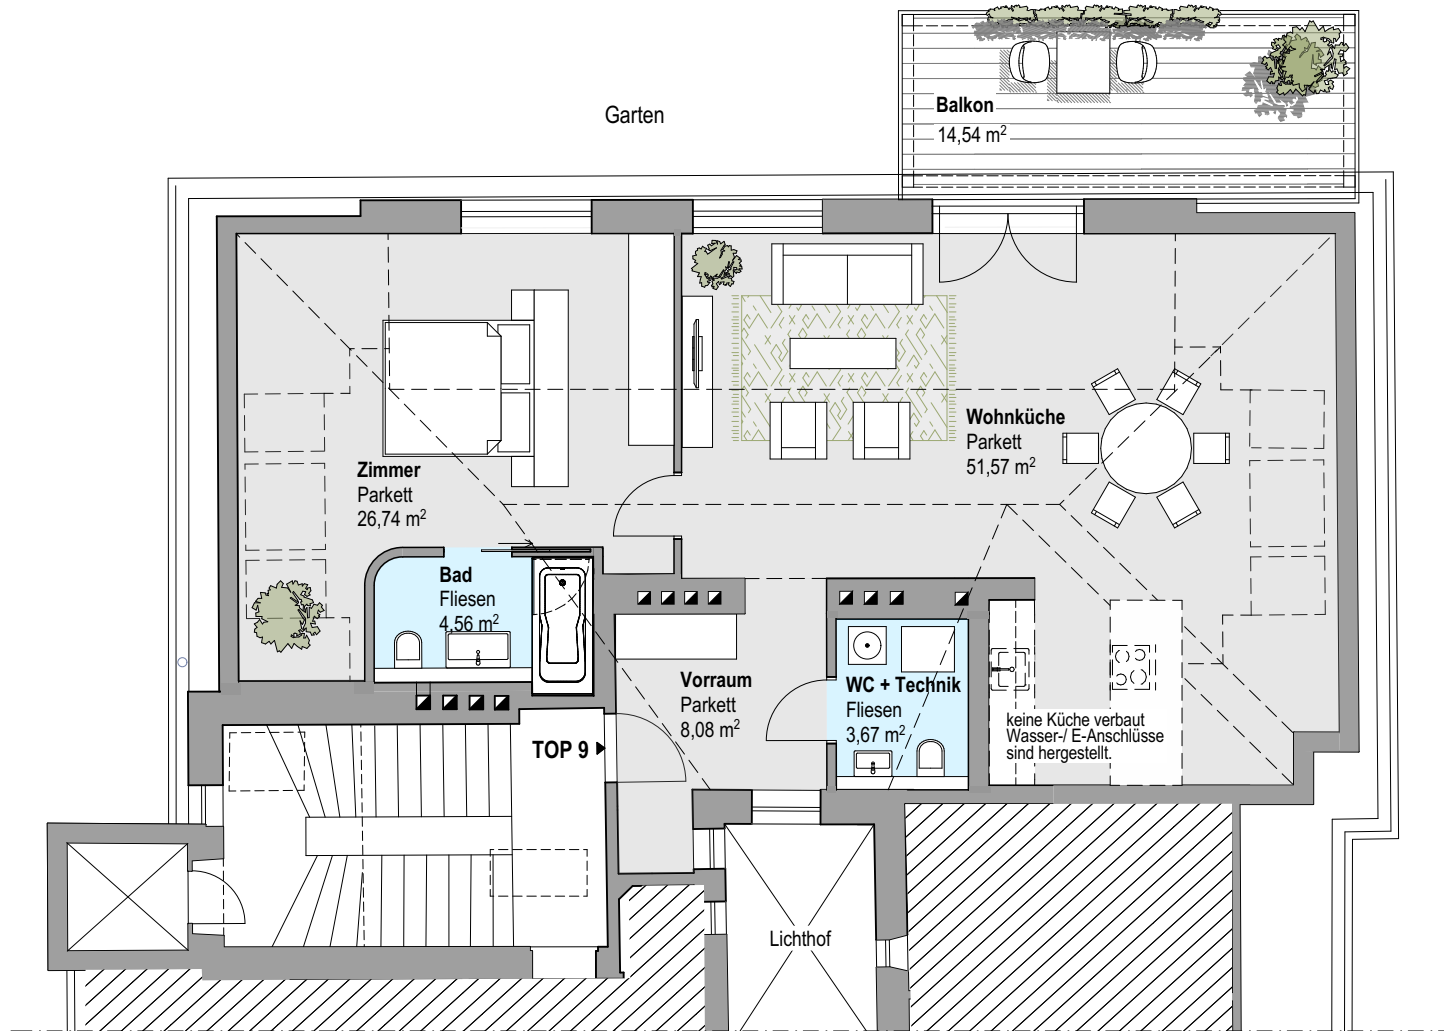 Garten
Balkon
14,54 m²
Wohnküche
Parkett
51,57 m²
Zimmer
Parkett
26,74 m²
Bad
Fliesen
4,56 m²
Vorraum
Parkett
8,08 m²
WC + Technik
Fliesen
3,67 m²
keine Küche verbaut
Wasser-/ E-Anschlüsse
sind hergestellt.
TOP 9
Lichthof